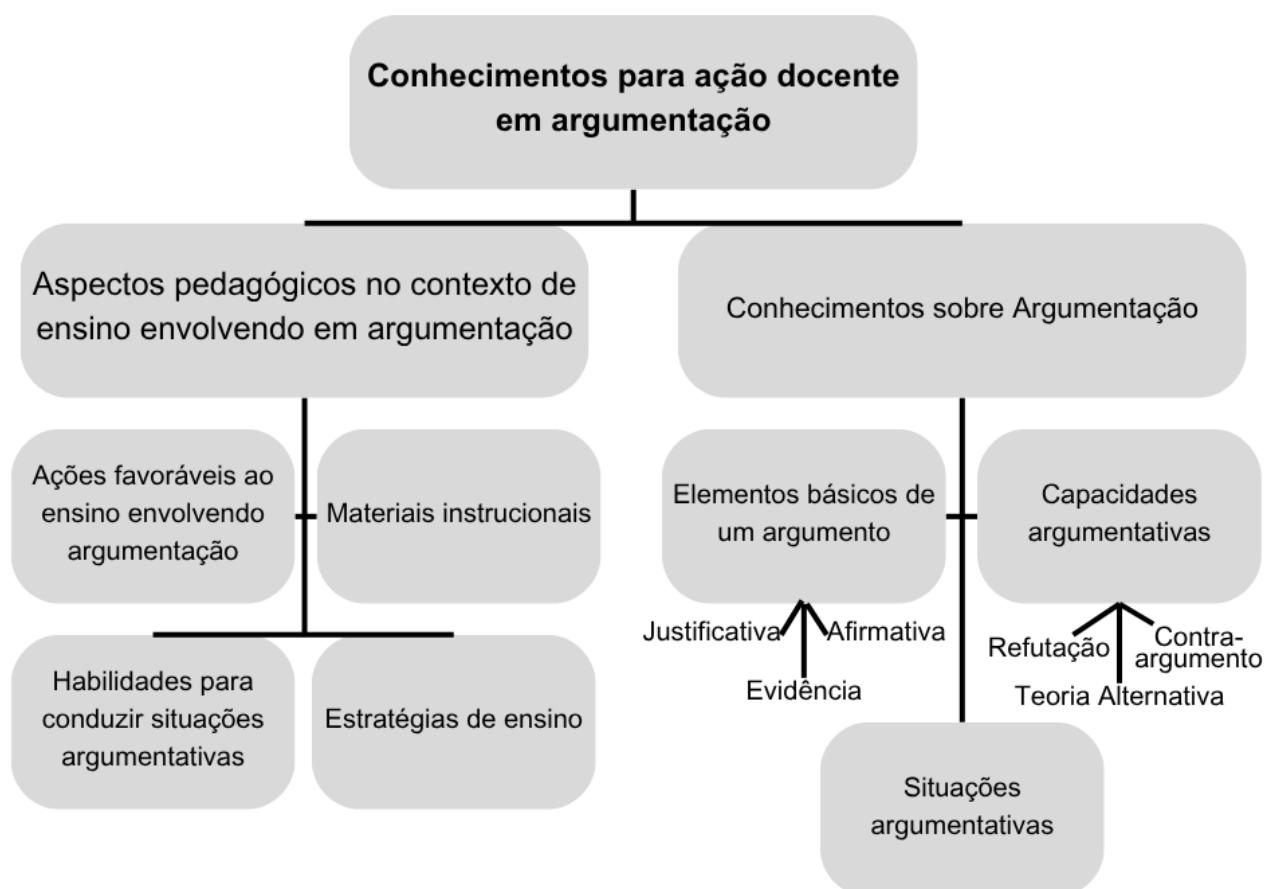 Conhecimentos para ação docente
em argumentação
Aspectos pedagógicos no contexto de
ensino envolvendo em argumentação
Conhecimentos sobre Argumentação
Ações favoráveis ao
ensino envolvendo
argumentação
Materiais instrucionais
Elementos básicos de
um argumento
Capacidades
argumentativas
Justificativa
Afirmativa
Evidência
Refutação
Contra-
argumento
Teoria Alternativa
Habilidades para
conduzir situações
argumentativas
Estratégias de ensino
Situações
argumentativas